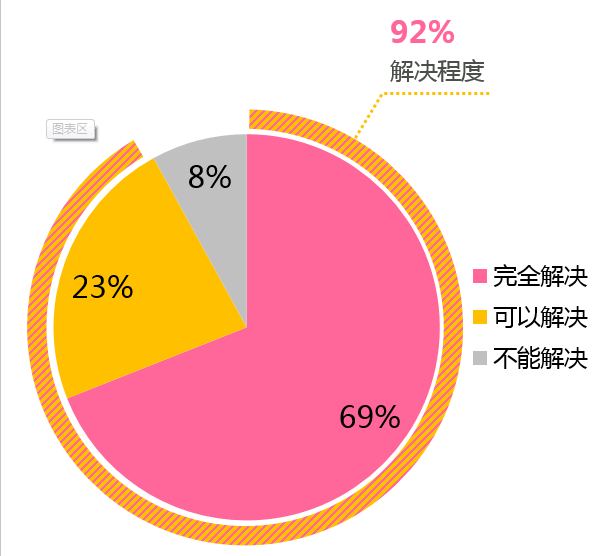 92%
解决程度
图表区
8%
23%
69%
完全解决
可以解决
不能解决